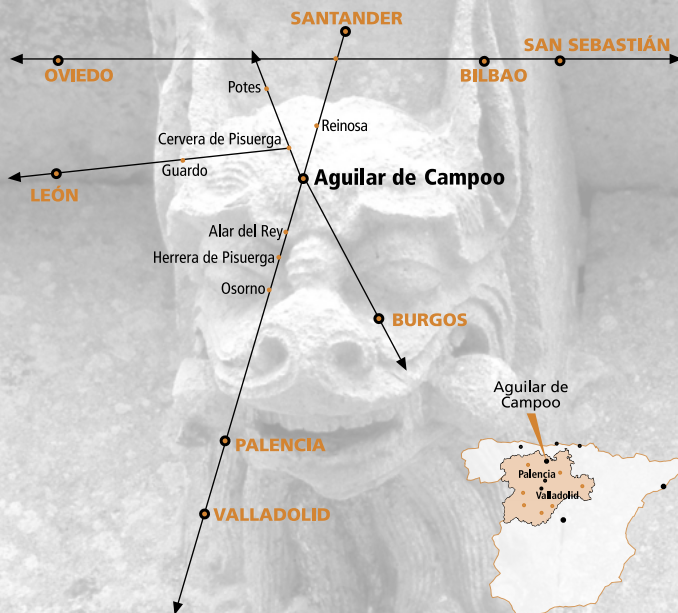 SANTANDER
SAN SEBASTIÁN
OVIEDO
BILBAO
Potes
Reinosa
Cervera de Pisuerga
Guardo
Aguilar de Campoo
LEÓN
Alar del Rey
Herrera de Pisuerga
Osorno
BURGOS
Aguilar de
Campoo
PALENCIA
Palencia
Valladolid
VALLADOLID